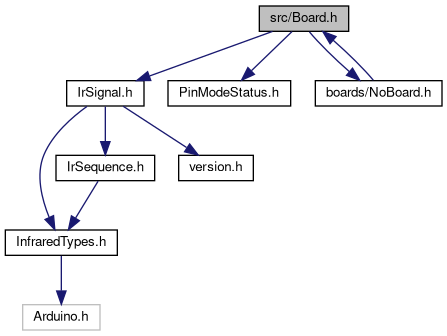 src/Board.h
IrSignal.h
PinModeStatus.h
boards/NoBoard.h
IrSequence.h
version.h
InfraredTypes.h
Arduino.h